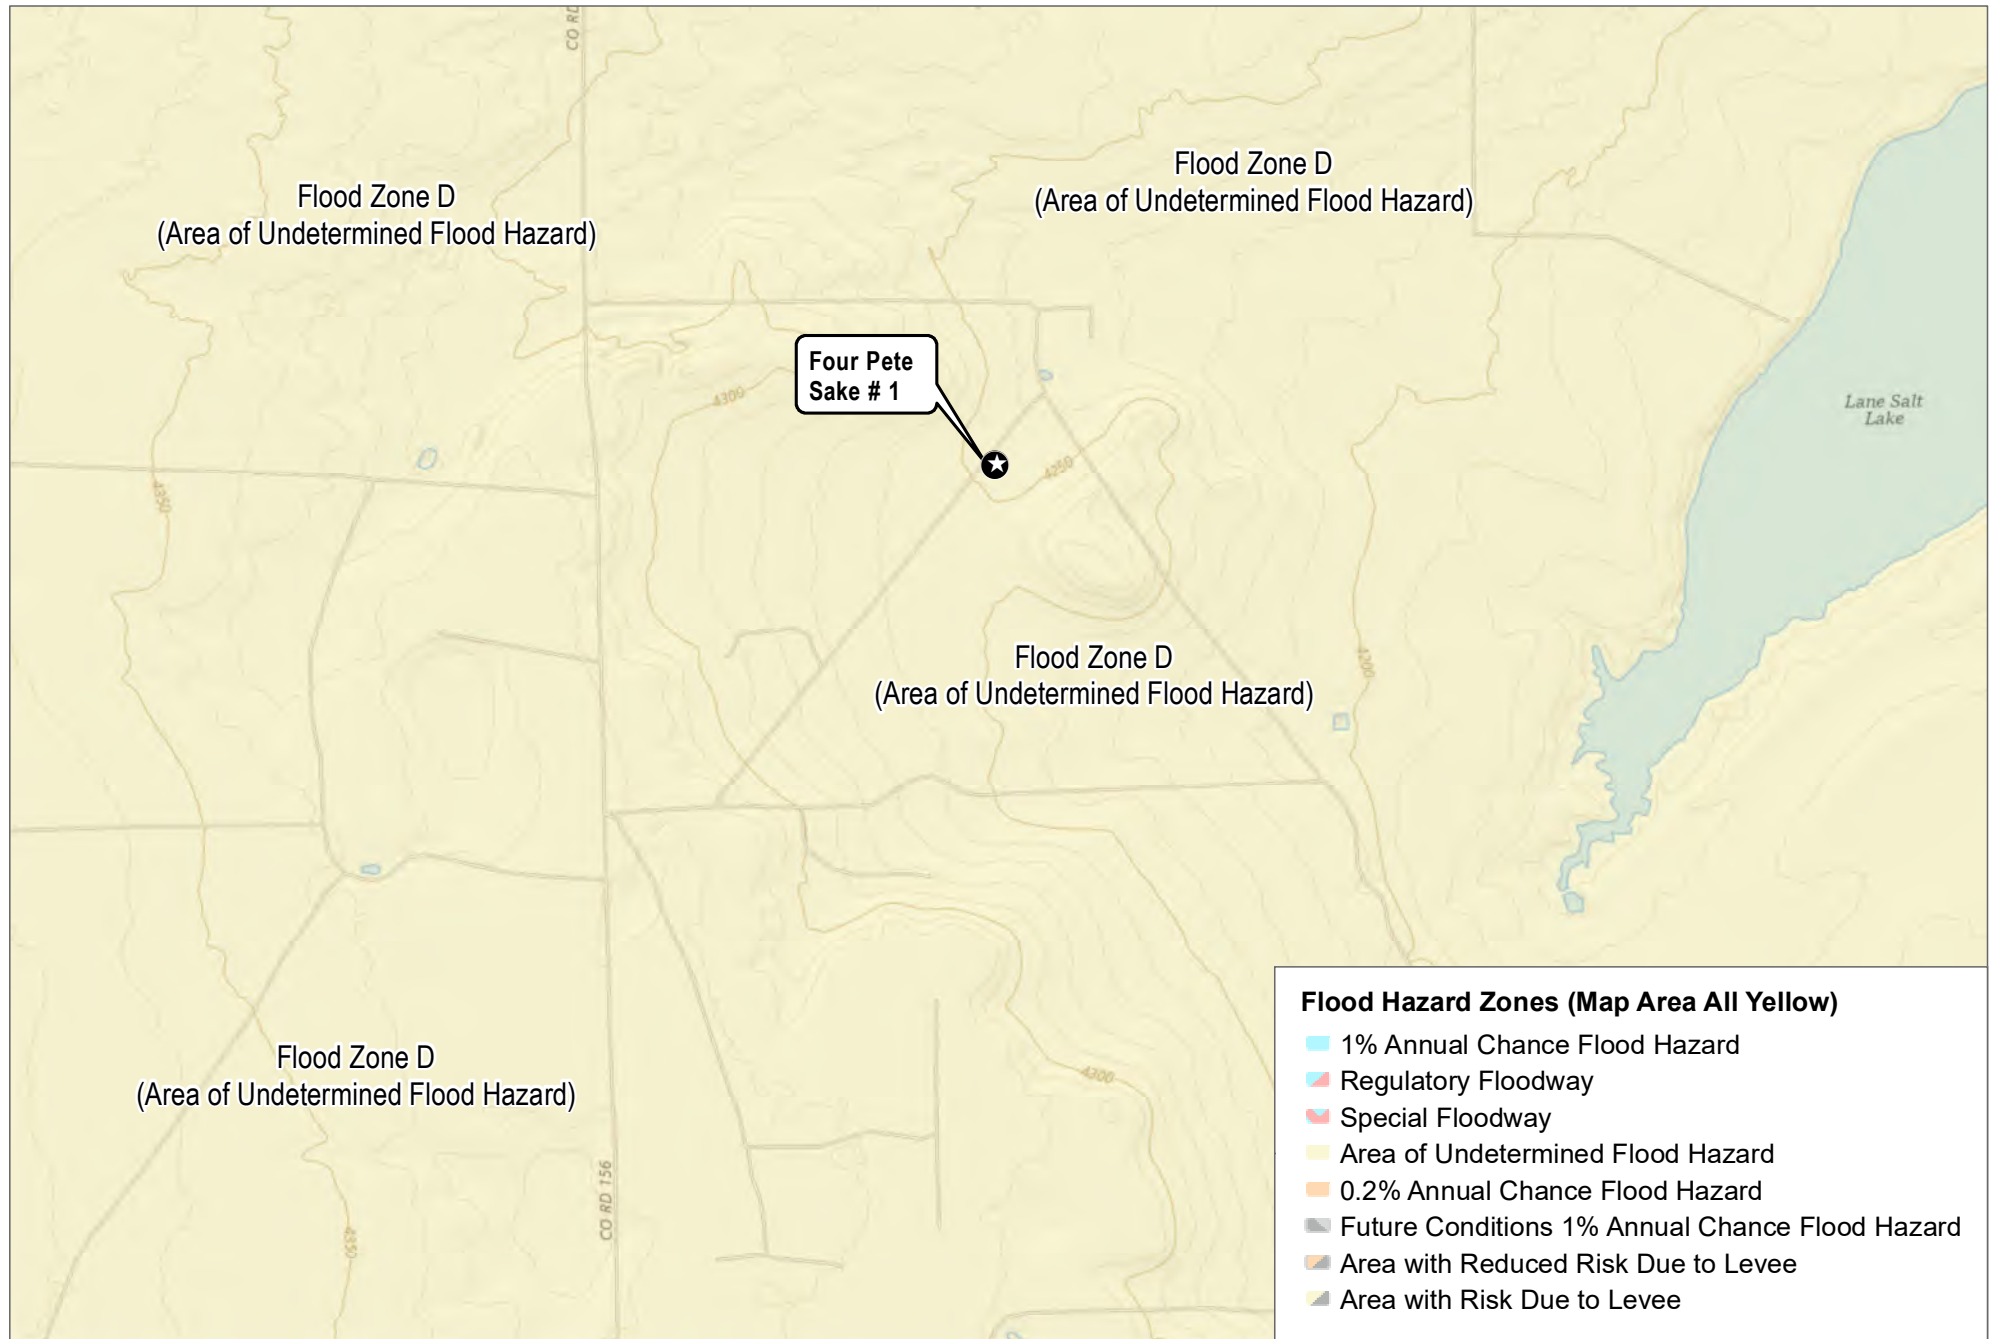 CO RD
Flood Zone D
(Area of Undetermined Flood Hazard)
Flood Zone D
(Area of Undetermined Flood Hazard)
Four Pete
Sake # 1
4300
Lane Salt
Lake
4250
4350
Flood Zone D
(Area of Undetermined Flood Hazard)
4200
Flood Zone D
(Area of Undetermined Flood Hazard)
4300
CO RD 156
4350
Flood Hazard Zones (Map Area All Yellow)
1% Annual Chance Flood Hazard
Regulatory Floodway
Special Floodway
Area of Undetermined Flood Hazard
0.2% Annual Chance Flood Hazard
Future Conditions 1% Annual Chance Flood Hazard
Area with Reduced Risk Due to Levee
Area with Risk Due to Levee